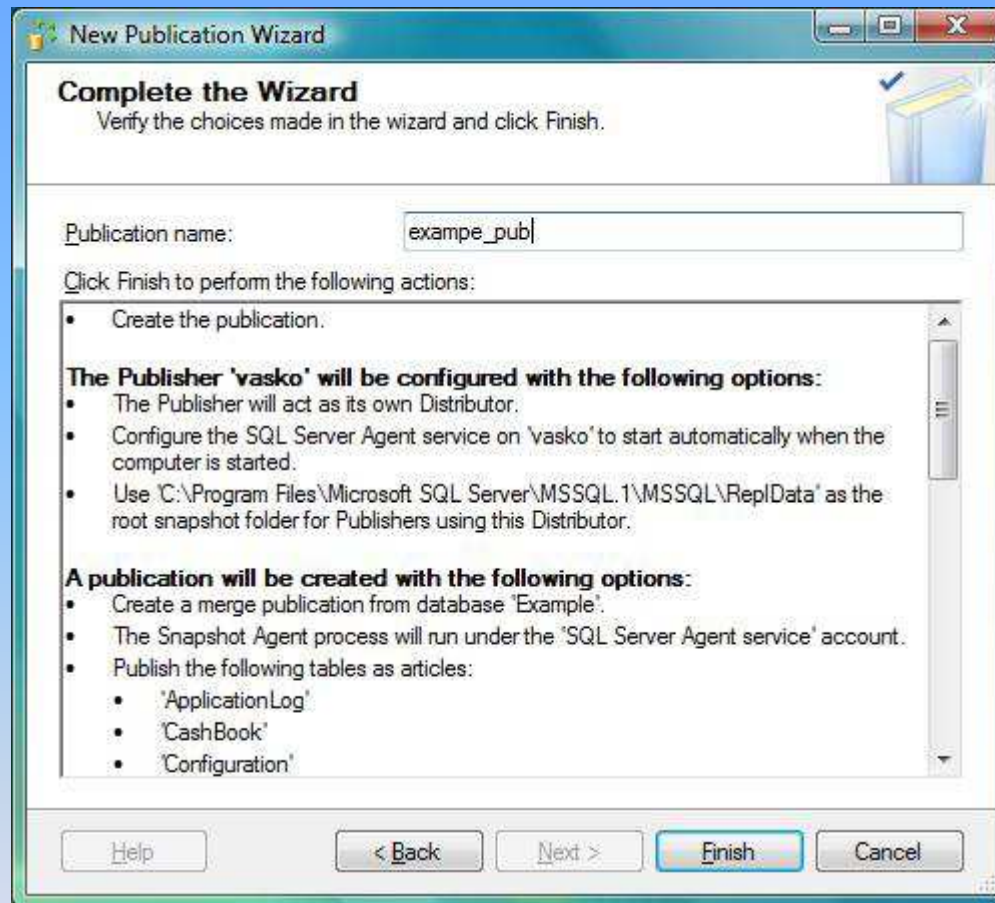 New Publication Wizard
Complete the Wizard
Verify the choices made in the wizard and click Finish.
Publication name:
exampe_pub
Click Finish to perform the following actions:
• Create the publication.
The Publisher 'vasko' will be configured with the following options:
• The Publisher will act as its own Distributor.
• Configure the SQL Server Agent service on 'vasko' to start automatically when the
computer is started.
• Use 'C:\Program Files\Microsoft SQL Server\MSSQL.1\MSSQL\ReplData' as the
root snapshot folder for Publishers using this Distributor.
A publication will be created with the following options:
• Create a merge publication from database 'Example'.
• The Snapshot Agent process will run under the 'SQL Server Agent service' account.
• Publish the following tables as articles:
• 'ApplicationLog'
• 'CashBook'
• 'Configuration'
Help
< Back
Next >
Finish
Cancel